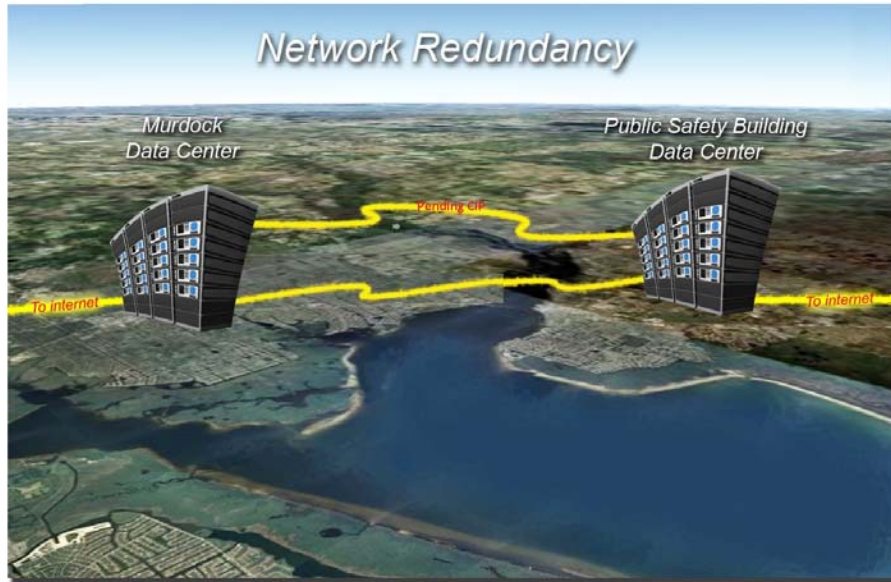 Network Redundancy
Murdock
Data Center
Public Safety Building
Data Center
Pending CIP
To internet
To internet